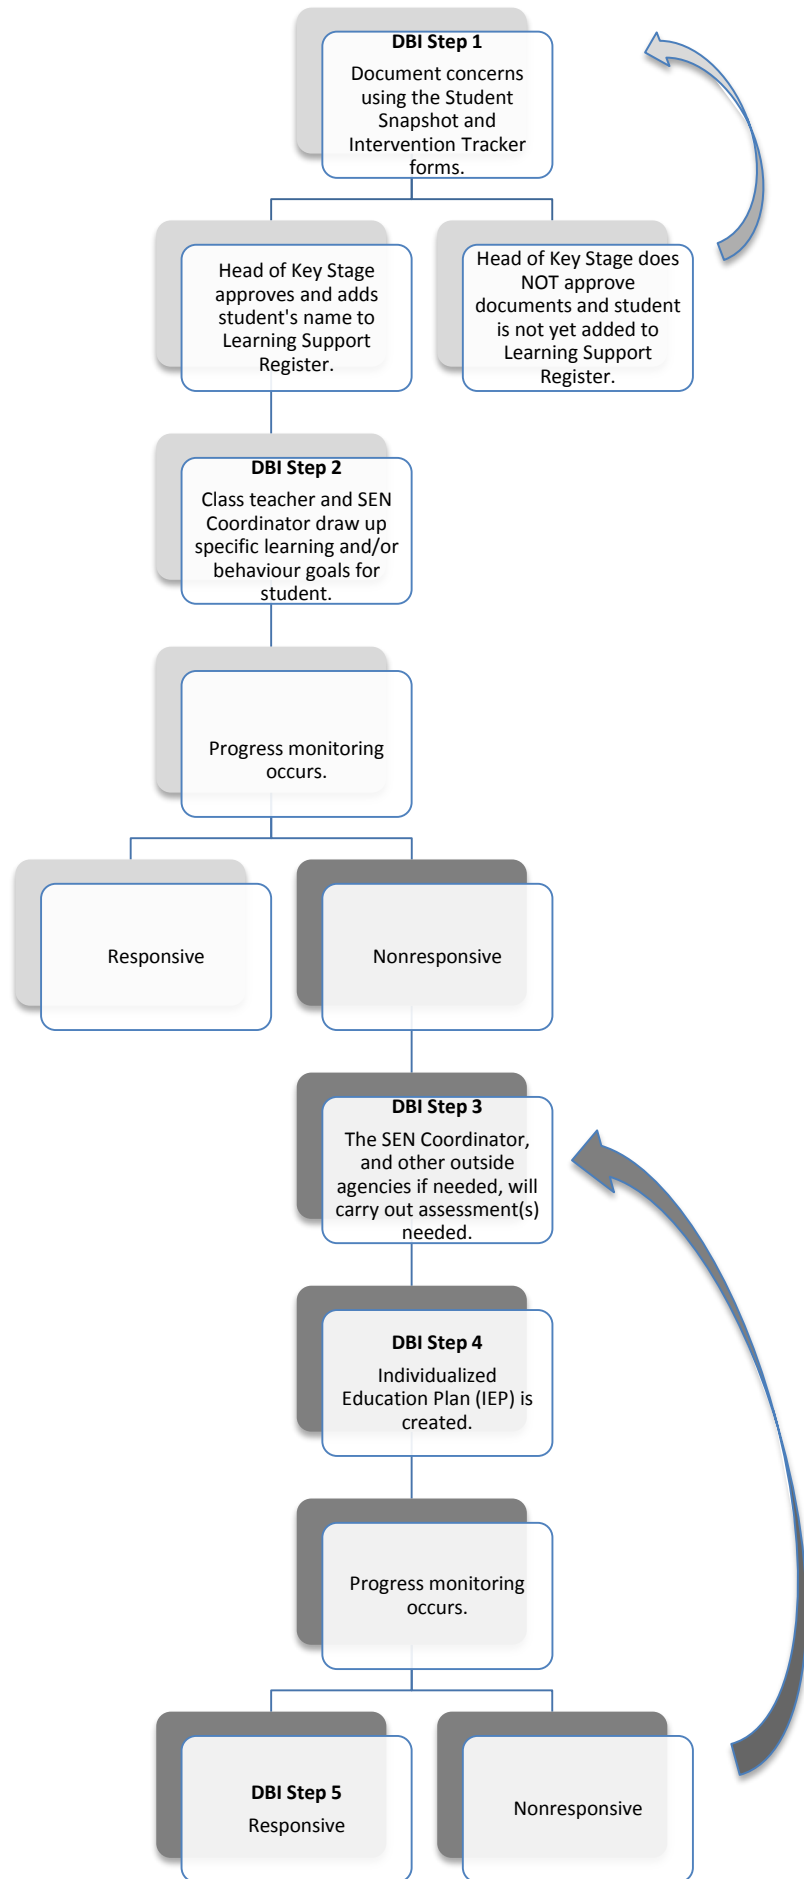 DBI Step 1
Document concerns
using the Student
Snapshot and
Intervention Tracker
forms.
Head of Key Stage
approves and adds
student's name to
Learning Support
Register.
Head of Key Stage does
NOT approve
documents and student
is not yet added to
Learning Support
Register.
DBI Step 2
Class teacher and SEN
Coordinator draw up
specific learning and/or
behaviour goals for
student.
Progress monitoring
occurs.
Responsive
Nonresponsive
DBI Step 3
The SEN Coordinator,
and other outside
agencies if needed, will
carry out assessment(s)
needed.
DBI Step 4
Individualized
Education Plan (IEP) is
created.
Progress monitoring
occurs.
DBI Step 5
Responsive
Nonresponsive